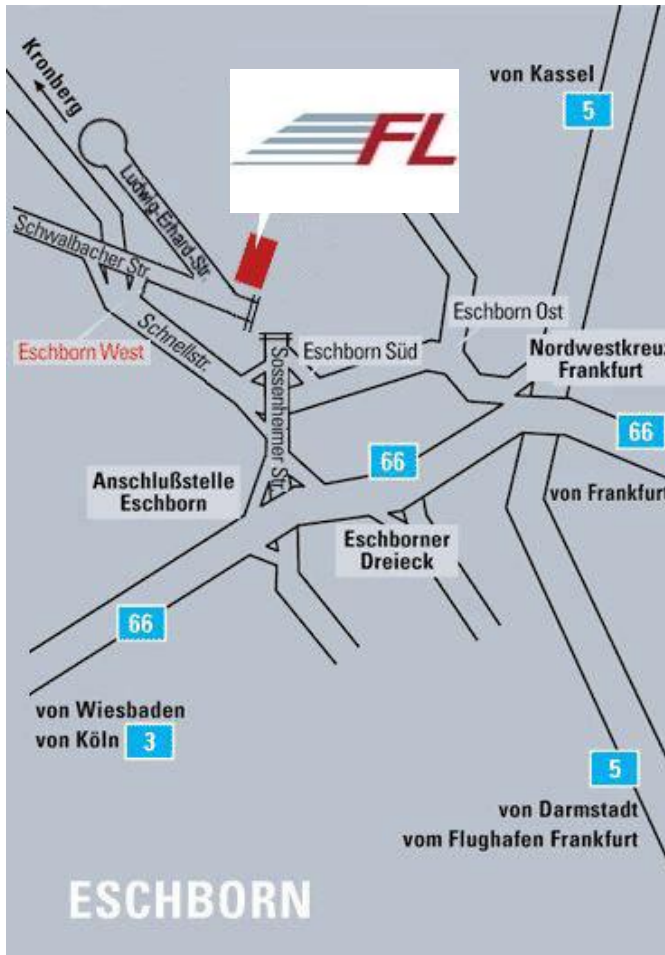 Kronberg
FL
von Kassel
5
Ludwig-Erhard-Str.
Schwalbacher Str.
Eschborn Ost
Eschborn West
Schnellstr.
Sossenheimer Str.
Eschborn Süd
Nordwestkreuz
Frankfurt
66
66
Anschlußstelle
Eschborn
von Frankfurt
Eschborner
Dreieck
66
von Wiesbaden
von Köln 3
5
von Darmstadt
vom Flughafen Frankfurt
ESCHBORN